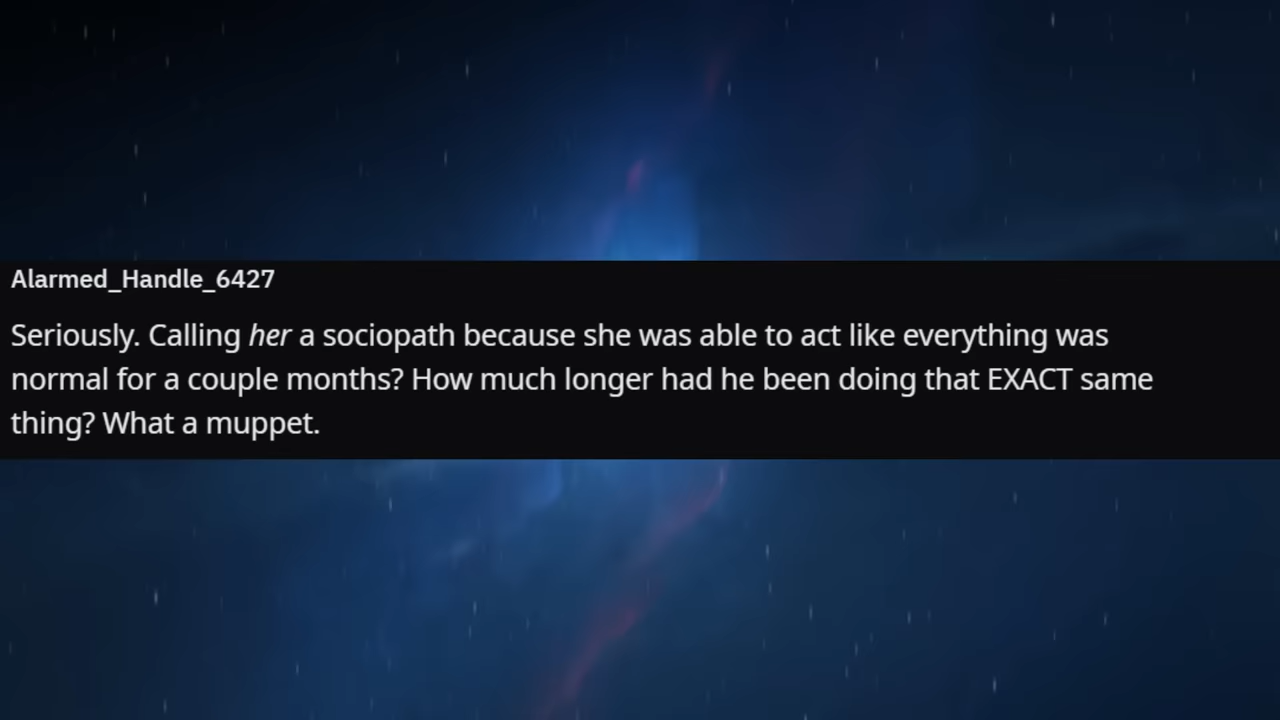 Alarmed_Handle_6427
Seriously. Calling her a sociopath because she was able to act like everything was
normal for a couple months? How much longer had he been doing that EXACT same
thing? What a muppet.